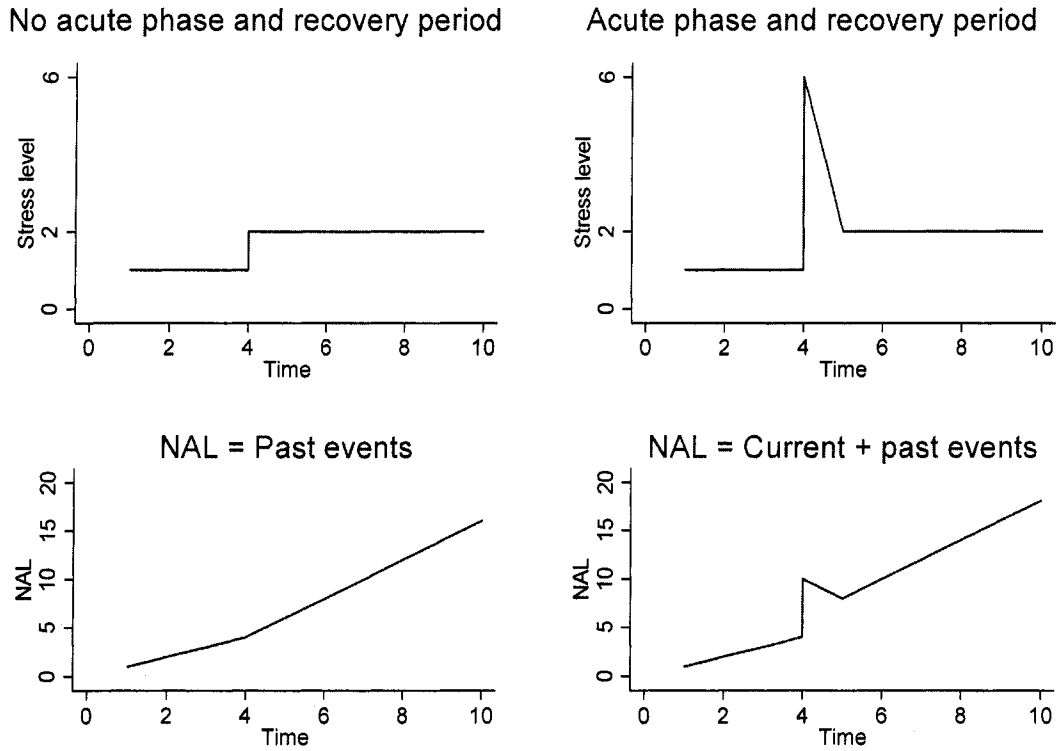 No acute phase and recovery period
Stress level
6
2
0
0 2 4 6 8 10
Time
Acute phase and recovery period
Stress level
6
2
0
0 2 4 6 8 10
Time
NAL = Past events
NAL
20
15
10
5
0
0 2 4 6 8 10
Time
NAL = Current + past events
NAL
20
15
10
5
0
0 2 4 6 8 10
Time